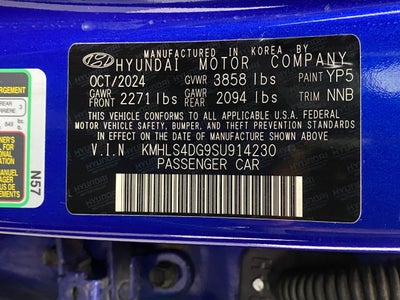 MANUFACTURED IN KOREA BY
HYUNDAI MOTOR COMPANY
OCT/2024 GVWR 3858 lbs PAINT YP5
GAWR FRONT 2271 lbs GAWR REAR 2094 lbs TRIM NNB
THIS VEHICLE CONFORMS TO ALL APPLICABLE U.S.A. FEDERAL
MOTOR VEHICLE SAFETY, BUMPER, AND THEFT PREVENTION STANDARDS
IN EFFECT ON THE DATE OF MANUFACTURE SHOWN ABOVE.
V.I.N KMHLS4DG9SU914230
PASSENGER CAR
REAR 3
N57